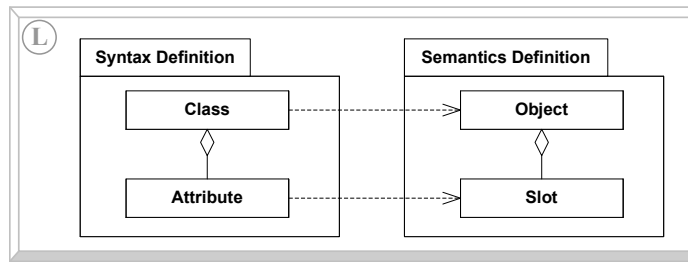 L
Syntax Definition
Semantics Definition
Class
Object
Attribute
Slot